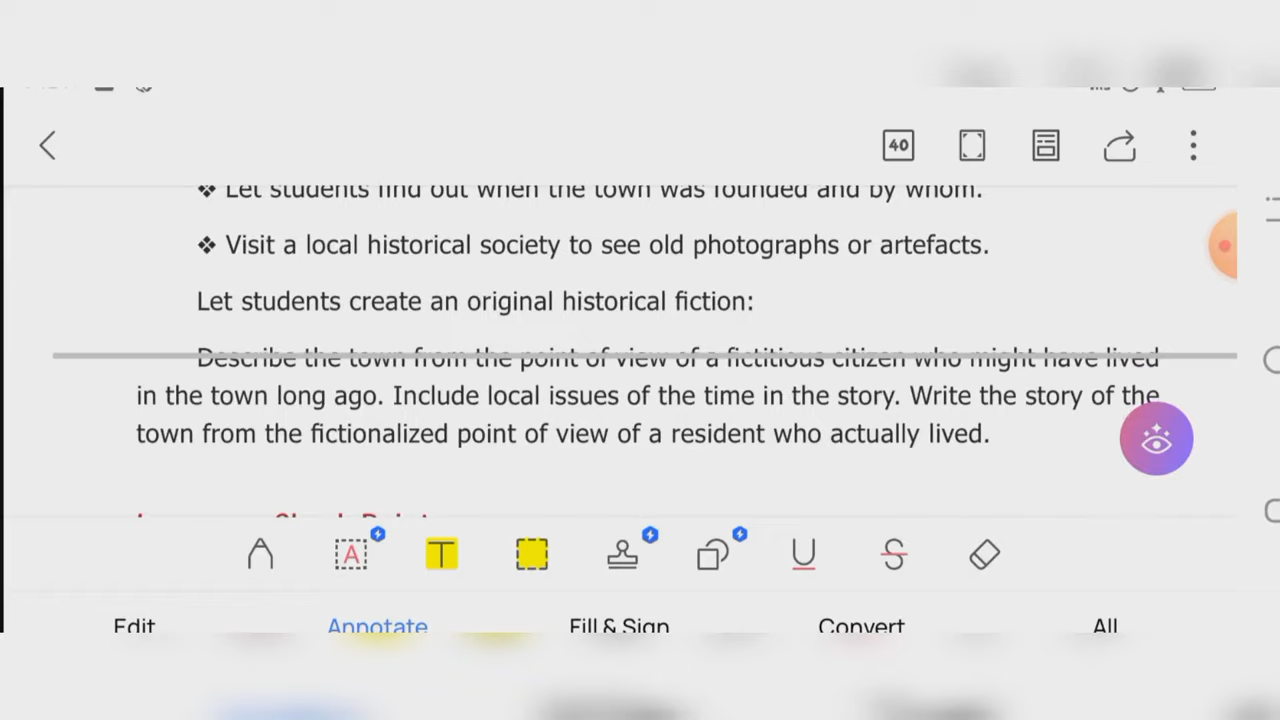 40
❖ Let students find out when the town was founded and by whom.
❖ Visit a local historical society to see old photographs or artefacts.
Let students create an original historical fiction:
Describe the town from the point of view of a fictitious citizen who might have lived
in the town long ago. Include local issues of the time in the story. Write the story of the
town from the fictionalized point of view of a resident who actually lived.
A T U S
Edit Annotate Fill & Sign Convert All